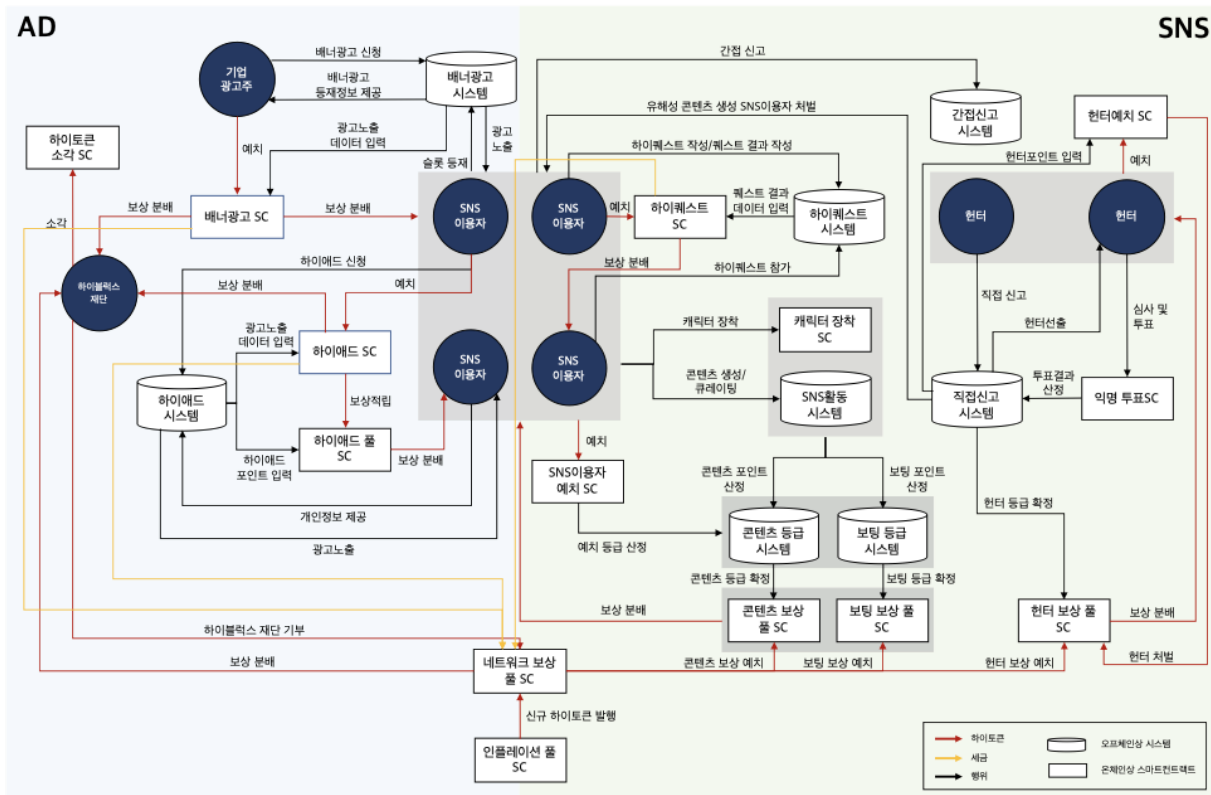 AD
SNS
기업
광고주
배너광고 신청
배너광고
등재정보 제공
배너광고
시스템
간접 신고
간접신고
시스템
헌터예치 SC
유해성 콘텐츠 생성 SNS이용자 처벌
하이토큰
소각 SC
예치
광고노출
데이터 입력
광고
노출
슬롯 등재
하이퀘스트 작성/퀘스트 결과 작성
헌터포인트 입력
예치
보상 분배
배너광고 SC
보상 분배
SNS
이용자
SNS
이용자
예치
하이퀘스트
SC
퀘스트 결과
데이터 입력
하이퀘스트
시스템
헌터
헌터
소각
하이블럭스
재단
하이애드 신청
보상 분배
예치
보상 분배
하이퀘스트 참가
직접 신고
심사 및
투표
광고노출
데이터 입력
하이애드 SC
SNS
이용자
SNS
이용자
캐릭터 장착
캐릭터 장착
SC
헌터선출
하이애드
시스템
보상적립
콘텐츠 생성/
큐레이팅
SNS활동
시스템
직접신고
시스템
투표결과
산정
익명 투표SC
하이애드
포인트 입력
하이애드 풀
SC
보상 분배
예치
SNS이용자
예치 SC
콘텐츠 포인트
산정
보팅 포인트
산정
개인정보 제공
광고노출
예치 등급 산정
콘텐츠 등급
시스템
보팅 등급
시스템
헌터 등급 확정
콘텐츠 등급 확정
보팅 등급 확정
보상 분배
콘텐츠 보상
풀 SC
보팅 보상 풀
SC
헌터 보상 풀
SC
보상 분배
하이블럭스 재단 기부
보상 분배
네트워크 보상
풀 SC
콘텐츠 보상 예치
보팅 보상 예치
헌터 보상 예치
헌터 처벌
신규 하이토큰 발행
인플레이션 풀
SC
하이토큰
세금
행위
오프체인상 시스템
온체인상 스마트컨트랙트